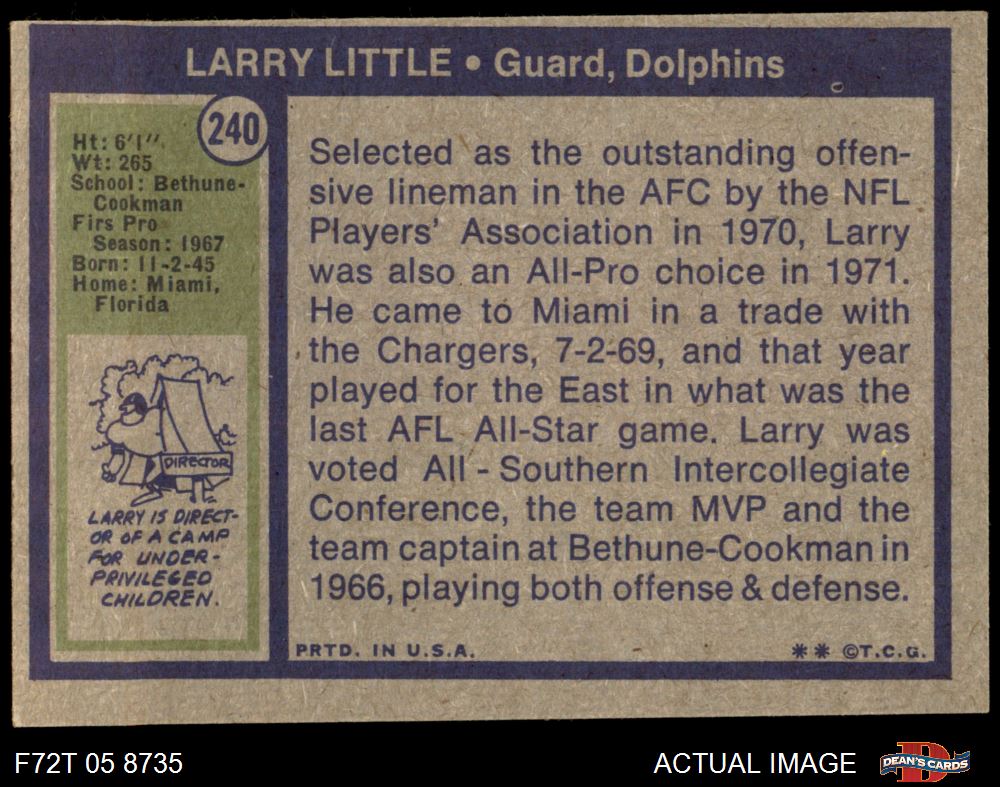 LARRY LITTLE • Guard, Dolphins
240
Ht: 6'1"
Wt: 265
School: Bethune-
Cookman
Firs Pro
Season: 1967
Born: 11-2-45
Home: Miami,
Florida
DIRECTOR
LARRY IS DIRECT-
OR OF A CAMP
FOR UNDER-
PRIVILEGED
CHILDREN.
Selected as the outstanding offen-
sive lineman in the AFC by the NFL
Players' Association in 1970, Larry
was also an All-Pro choice in 1971.
He came to Miami in a trade with
the Chargers, 7-2-69, and that year
played for the East in what was the
last AFL All-Star game. Larry was
voted All - Southern Intercollegiate
Conference, the team MVP and the
team captain at Bethune-Cookman in
1966, playing both offense & defense.
PRTD. IN U.S.A.
** ©T.C.G.
F72T 05 8735
ACTUAL IMAGE
D
DEAN'S CARDS